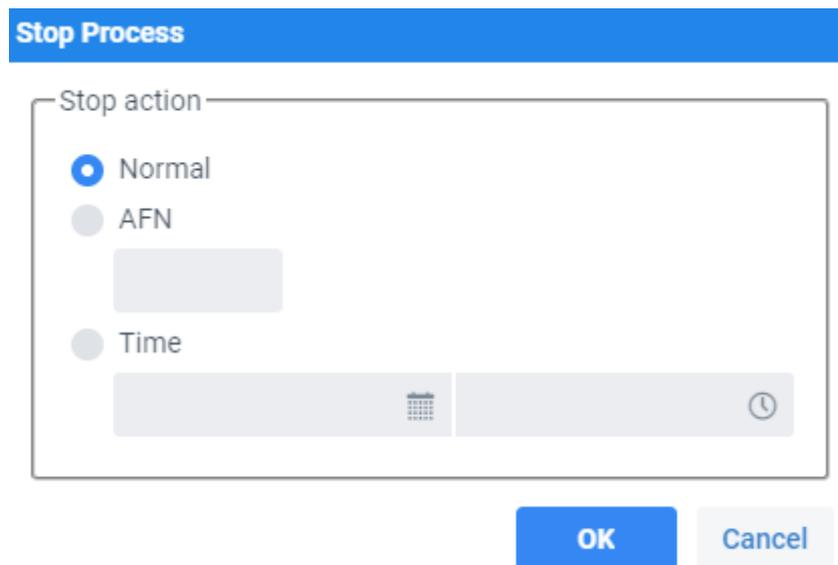 Stop Process
Stop action
Normal
AFN
Time
OK Cancel